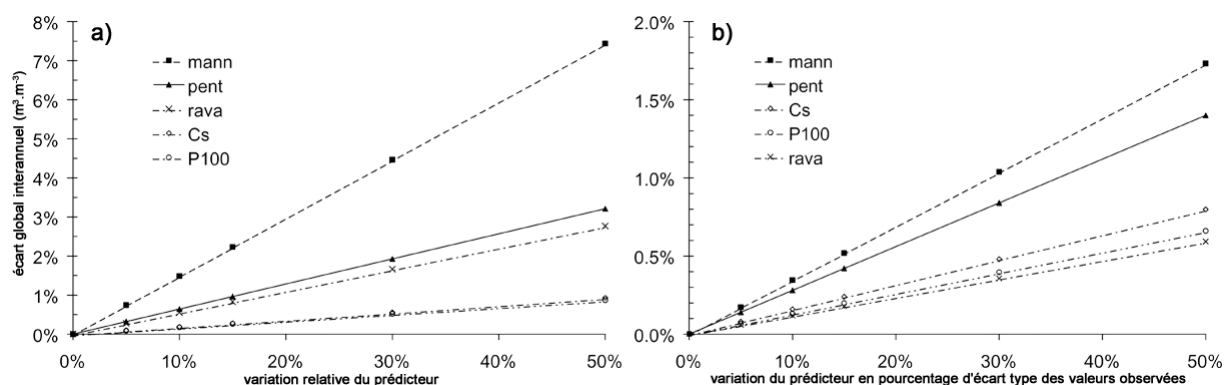 a)
écart global interannuel (m³.m⁻³)
8%
7%
6%
5%
4%
3%
2%
1%
0%
mann
pent
rava
Cs
P100
0%
10%
20%
30%
40%
50%
variation relative du prédicteur
b)
2.0%
1.5%
1.0%
0.5%
0.0%
mann
pent
Cs
P100
rava
0%
10%
20%
30%
40%
50%
variation du prédicteur en pourcentage d'écart type des valeurs observées